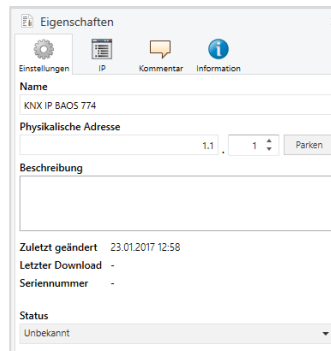 Eigenschaften
Einstellungen IP Kommentar Information
Name
KNX IP BAOS 774
Physikalische Adresse
1.1 . 1 Parken
Beschreibung
Zuletzt geändert 23.01.2017 12:58
Letzter Download -
Seriennummer -
Status
Unbekannt